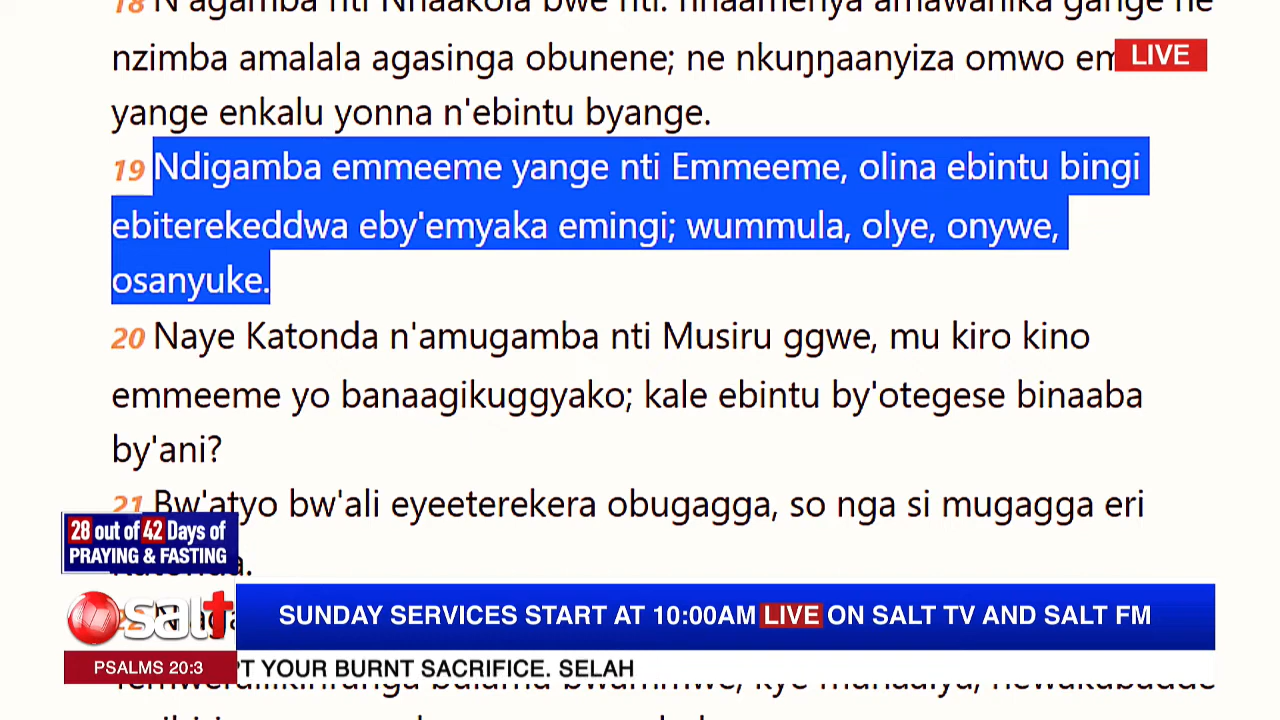 18 N'agamba nti Nnaakola bwe nti: nnaamenya amawanika gange ne
nzimba amalala agasinga obunene; ne nkuŋŋaanyiza omwo
yange enkalu yonna n'ebintu byange.
19 Ndigamba emmeeme yange nti Emmeeme, olina ebintu bingi
ebiterekeddwa eby'emyaka emingi; wummula, olye, onywe,
osanyuke.
20 Naye Katonda n'amugamba nti Musiru ggwe, mu kiro kino
emmeeme yo banaagikuggyako; kale ebintu by'otegese binaaba
by'ani?
21 Bw'atyo bw'ali eyeeterekera obugagga, so nga si mugagga eri
LIVE
28 out of 42 Days of
PRAYING & FASTING
salt
SUNDAY SERVICES START AT 10:00AM LIVE ON SALT TV AND SALT FM
PSALMS 20:3
YOUR BURNT SACRIFICE. SELAH